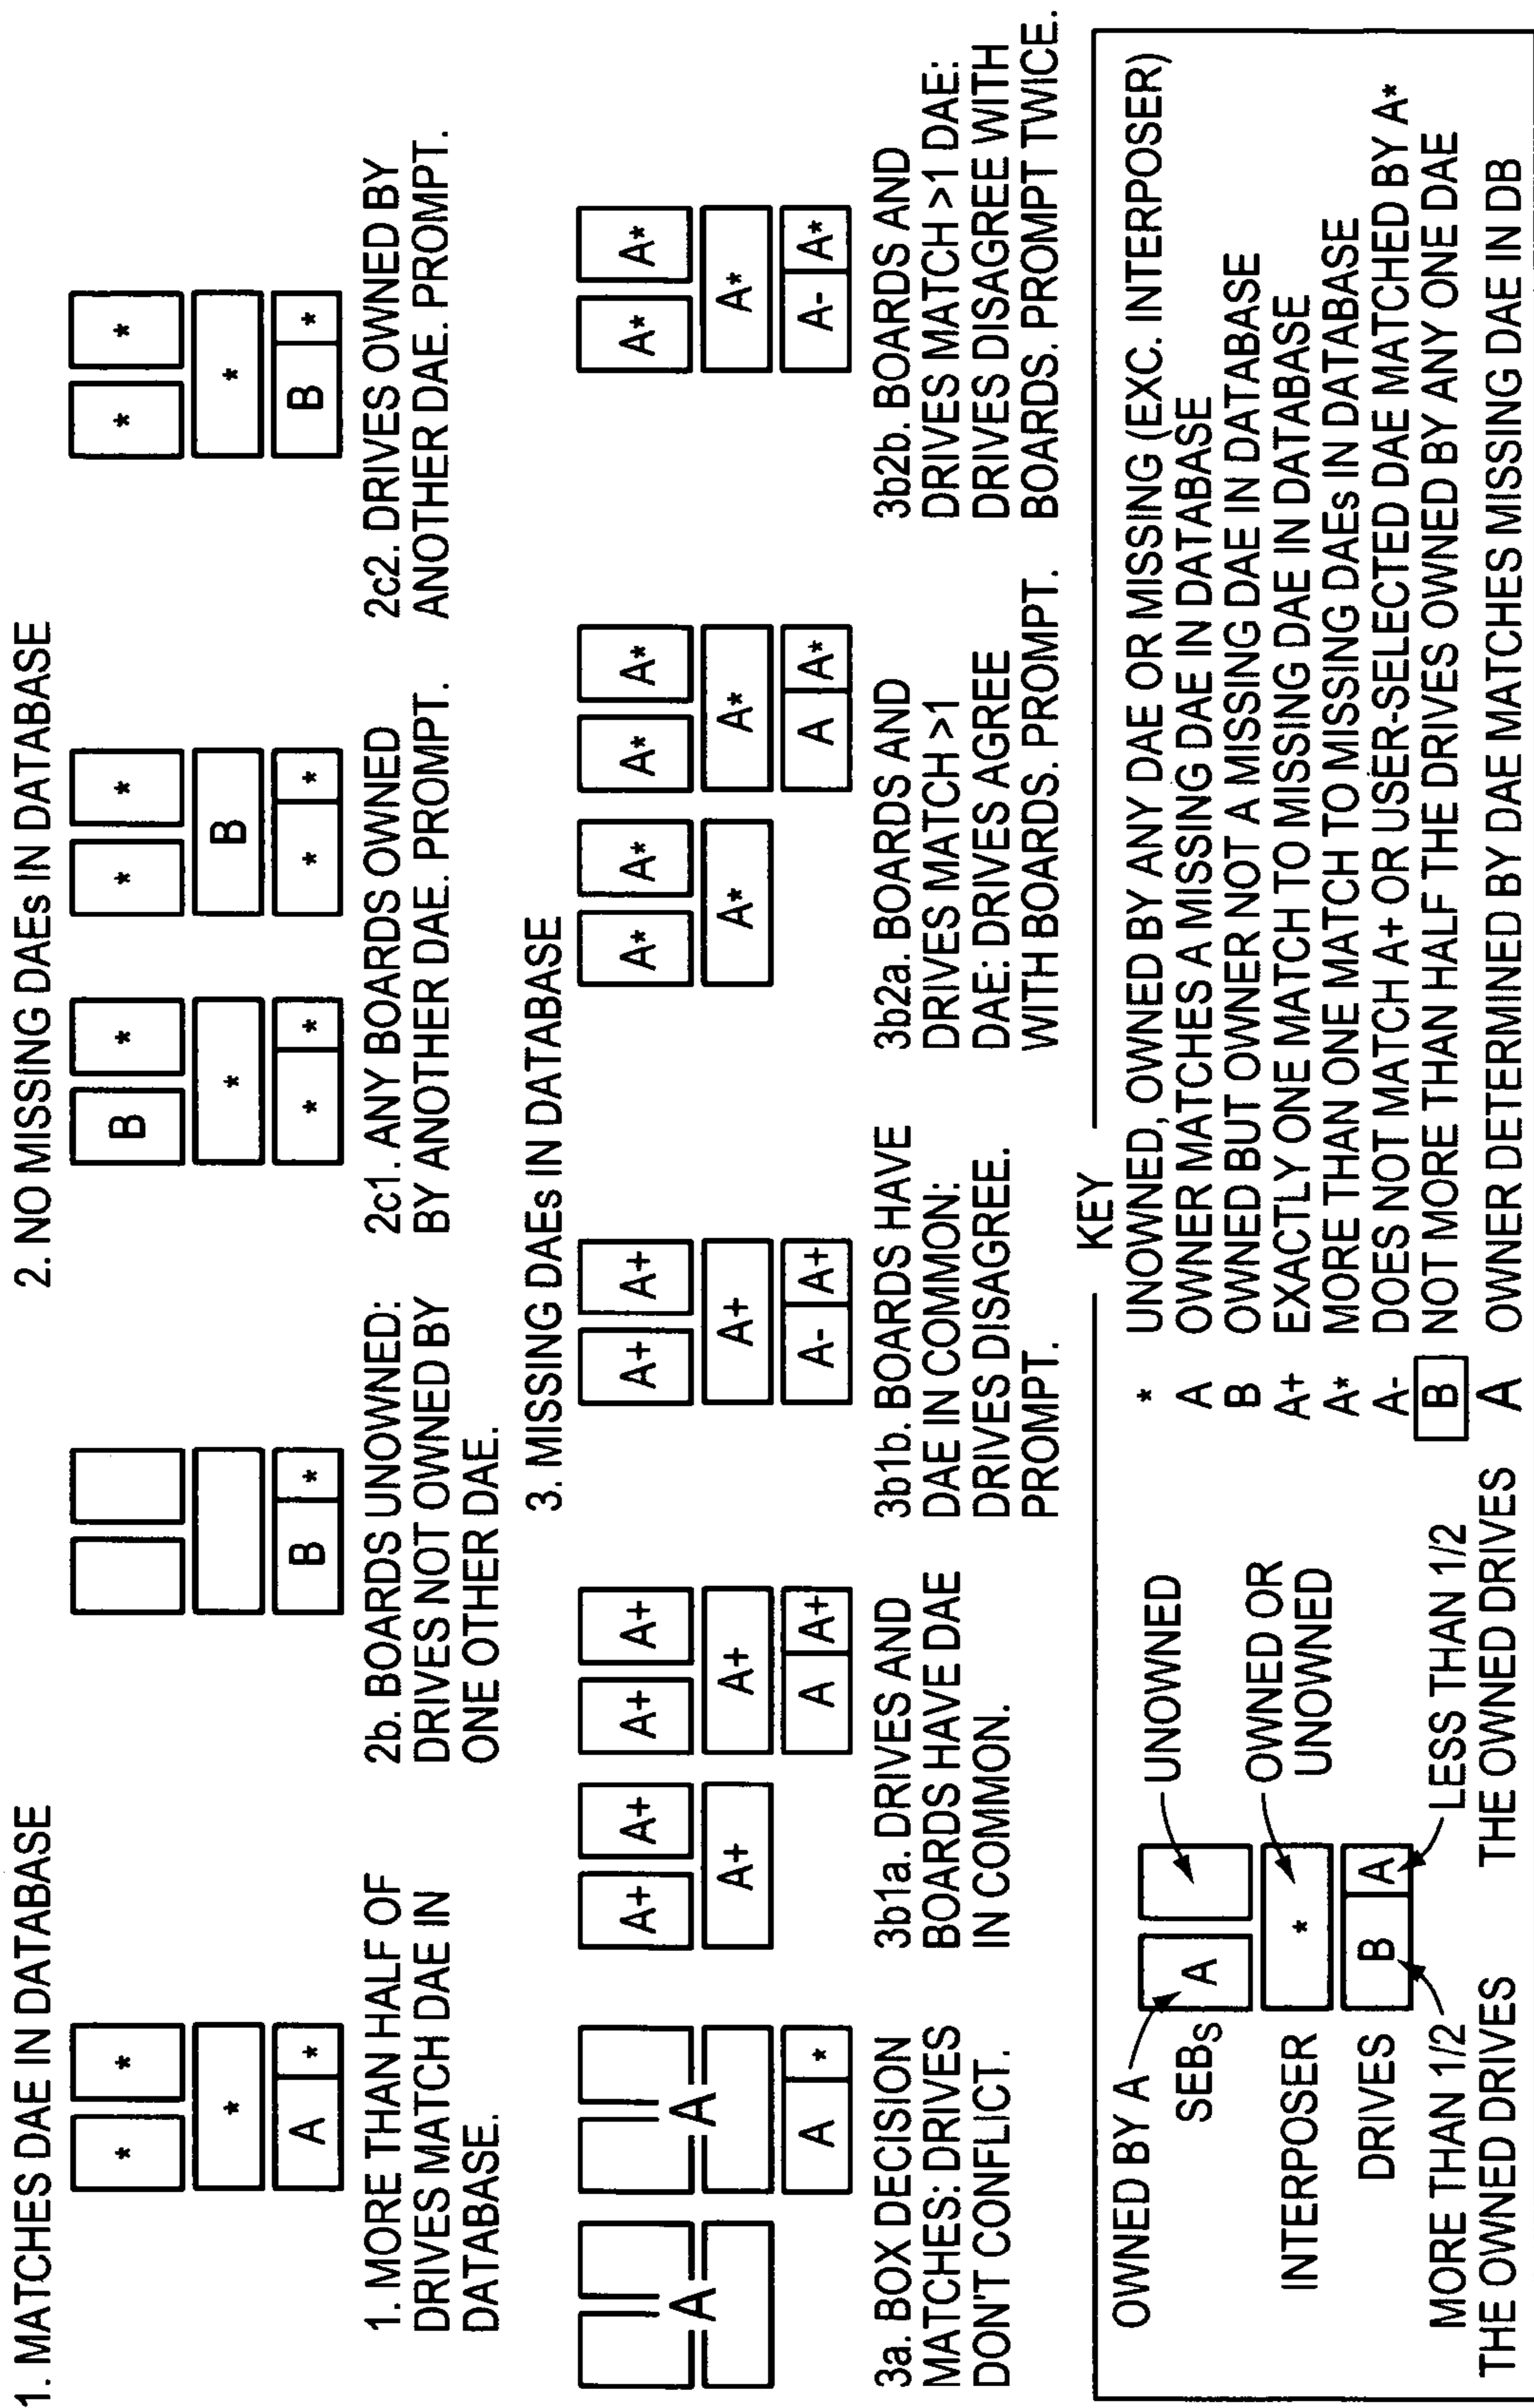 1. MATCHES DAE IN DATABASE
*
*
*
A
*
1. MORE THAN HALF OF
DRIVES MATCH DAE IN
DATABASE.
2. NO MISSING DAEs IN DATABASE
B
*
2b. BOARDS UNOWNED:
DRIVES NOT OWNED BY
ONE OTHER DAE.
B
*
*
*
*
*
*
B
*
*
2c1. ANY BOARDS OWNED
BY ANOTHER DAE. PROMPT.
*
*
*
B
*
2c2. DRIVES OWNED BY
ANOTHER DAE. PROMPT.
3. MISSING DAEs IN DATABASE
A
A
A
*
3a. BOX DECISION
MATCHES: DRIVES
DON'T CONFLICT.
A+
A+
A+
A+
A+
A+
A
A+
3b1a. DRIVES AND
BOARDS HAVE DAE
IN COMMON.
A+
A+
A+
A-
A+
3b1b. BOARDS HAVE
DAE IN COMMON:
DRIVES DISAGREE.
PROMPT.
A*
A*
A*
A*
A*
A*
A
A*
3b2a. BOARDS AND
DRIVES MATCH >1
DAE: DRIVES AGREE
WITH BOARDS. PROMPT.
A*
A*
A*
A-
A*
3b2b. BOARDS AND
DRIVES MATCH >1 DAE:
DRIVES DISAGREE WITH
BOARDS. PROMPT TWICE.
KEY
OWNED BY A
UNOWNED
SEBS
A
INTERPOSER
*
OWNED OR
UNOWNED
DRIVES
B
A
MORE THAN 1/2
THE OWNED DRIVES
LESS THAN 1/2
THE OWNED DRIVES
* UNOWNED, OWNED BY ANY DAE OR MISSING (EXC. INTERPOSER)
A OWNER MATCHES A MISSING DAE IN DATABASE
B OWNED BUT OWNER NOT A MISSING DAE IN DATABASE
A+ EXACTLY ONE MATCH TO MISSING DAE IN DATABASE
A* MORE THAN ONE MATCH TO MISSING DAEs IN DATABASE
A- DOES NOT MATCH A+ OR USER-SELECTED DAE MATCHED BY A*
B NOT MORE THAN HALF THE DRIVES OWNED BY ANY ONE DAE
A OWNER DETERMINED BY DAE MATCHES MISSING DAE IN DB